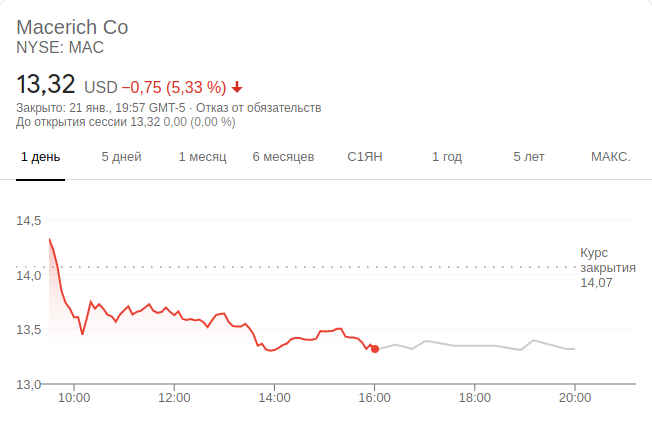 Macerich Co
NYSE: MAC
13,32 USD −0,75 (5,33 %)
Закрыто: 21 янв., 19:57 GMT-5 · Отказ от обязательств
До открытия сессии 13,32 0,00 (0,00 %)
1 день 5 дней 1 месяц 6 месяцев С1ЯН 1 год 5 лет МАКС.
14,5
Курс
закрытия
14,07
14,0
13,5
13,0
10:00 12:00 14:00 16:00 18:00 20:00